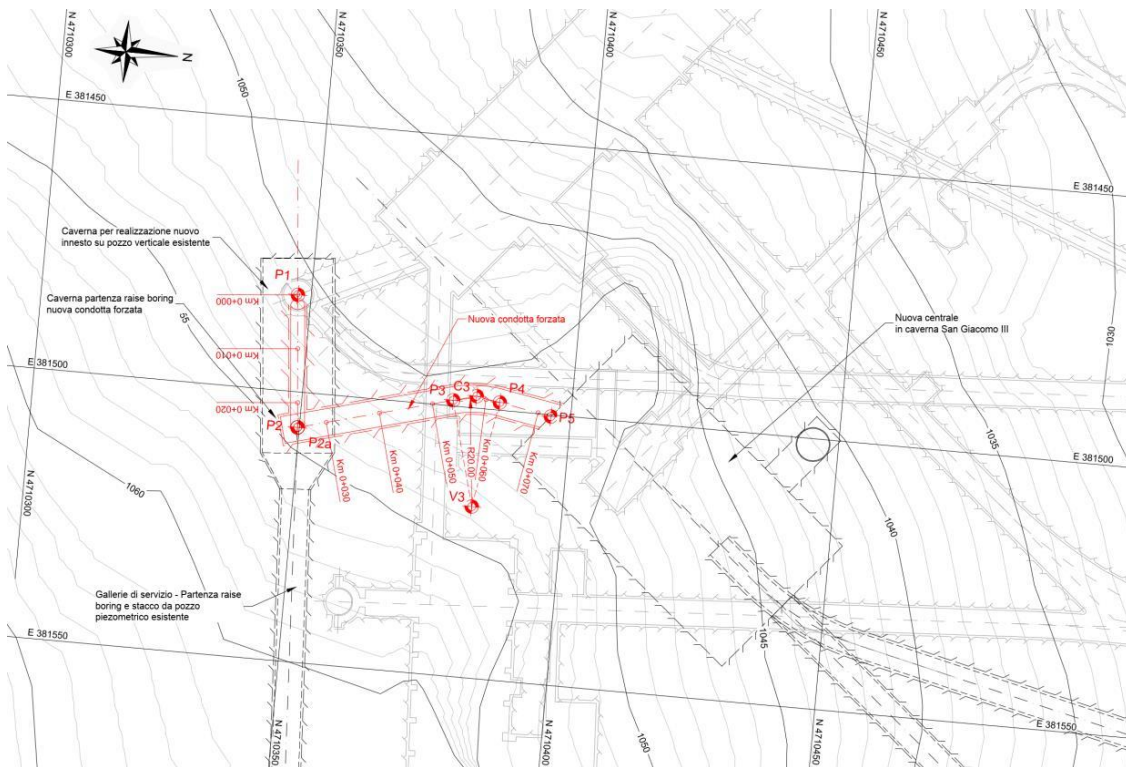 N 4710300
N 4710350
N 4710400
N 4710450
N
E 381450
E 381450
1050
1030
Caverna per realizzazione nuovo
innesto su pozzo verticale esistente
P1
Km 0+000
Caverna partenza raise boring
nuova condotta forzata
55
Nuova condotta forzata
Nuova centrale
in caverna San Giacomo III
Km 0+010
E 381500
Km 0+020
P2
P2a
P3
C3
P4
P5
Km 0+030
Km 0+040
Km 0+050
R20.00
Km 0+060
Km 0+070
V3
E 381500
1035
N 4710300
1060
1040
Gallerie di servizio - Partenza raise
boring e stacco da pozzo
piezometrico esistente
E 381550
1045
E 381550
N 4710350
N 4710400
1050
N 4710450